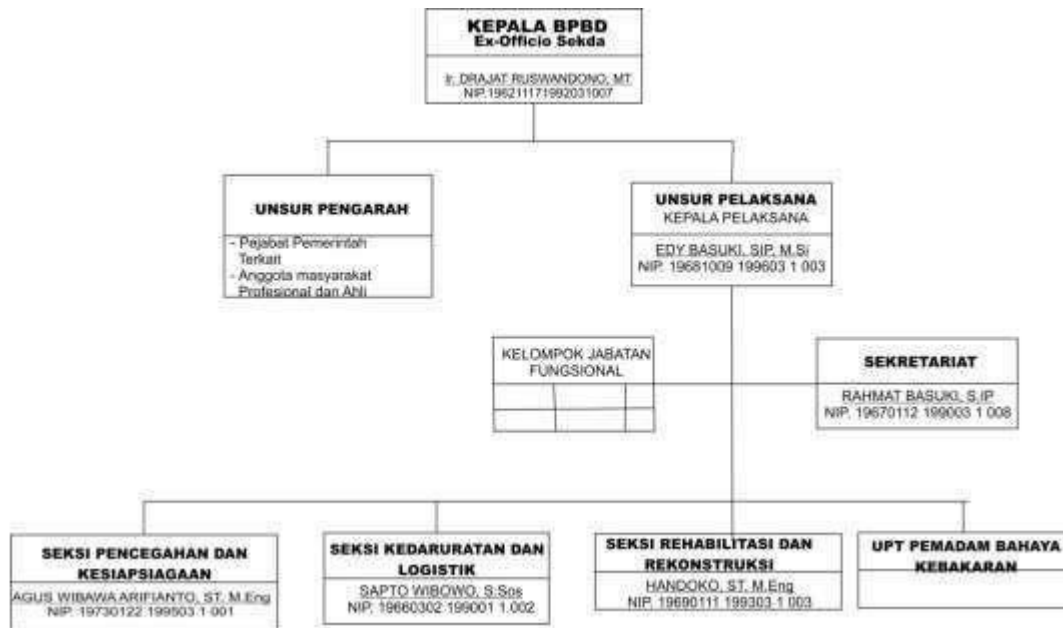 KEPALA BPBD
Ex-Officio Sekda
Ir. DRAJAT RUSWANDONO, MT
NIP.196211171992031007
UNSUR PENGARAH
- Pejabat Pemerintah
Terkait
- Anggota masyarakat
Profesional dan Ahli
UNSUR PELAKSANA
KEPALA PELAKSANA
EDY BASUKI, SIP, M.Si
NIP. 19681009 199603 1 003
KELOMPOK JABATAN
FUNGSIONAL
SEKRETARIAT
RAHMAT BASUKI, S.IP
NIP. 19670112 199003 1 008
SEKSI PENCEGAHAN DAN
KESIAPSIAGAAN
AGUS WIBAWA ARIFIANTO, ST. M.Eng
NIP. 19730122 199503 1 001
SEKSI KEDARURATAN DAN
LOGISTIK
SAPTO WIBOWO, S.Sos
NIP. 19660302 199001 1.002
SEKSI REHABILITASI DAN
REKONSTRUKSI
HANDOKO, ST. M.Eng
NIP. 19690111 199303 1 003
UPT PEMADAM BAHAYA
KEBAKARAN